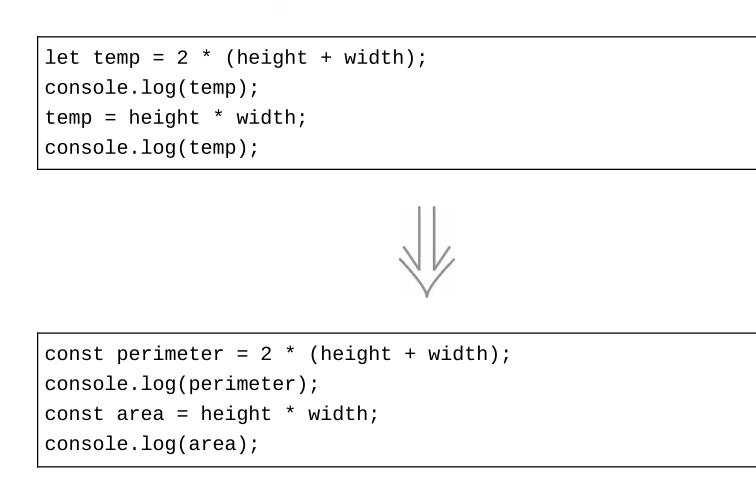 let temp = 2 * (height + width);
console.log(temp);
temp = height * width;
console.log(temp);
const perimeter = 2 * (height + width);
console.log(perimeter);
const area = height * width;
console.log(area);